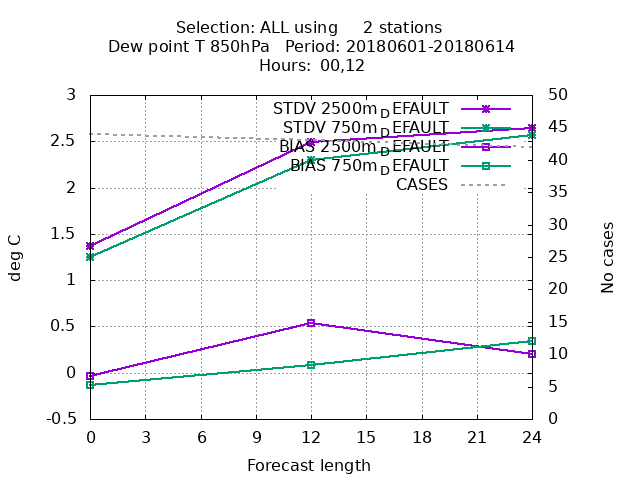 Selection: ALL using     2 stations
Dew point T 850hPa   Period: 20180601-20180614
Hours:  00,12
STDV 2500m_DEFAULT
STDV 750m_DEFAULT
BIAS 2500m_DEFAULT
BIAS 750m_DEFAULT
CASES
3
2.5
2
1.5
1
0.5
0
-0.5
deg C
50
45
40
35
30
25
20
15
10
5
0
No cases
0 3 6 9 12 15 18 21 24
Forecast length